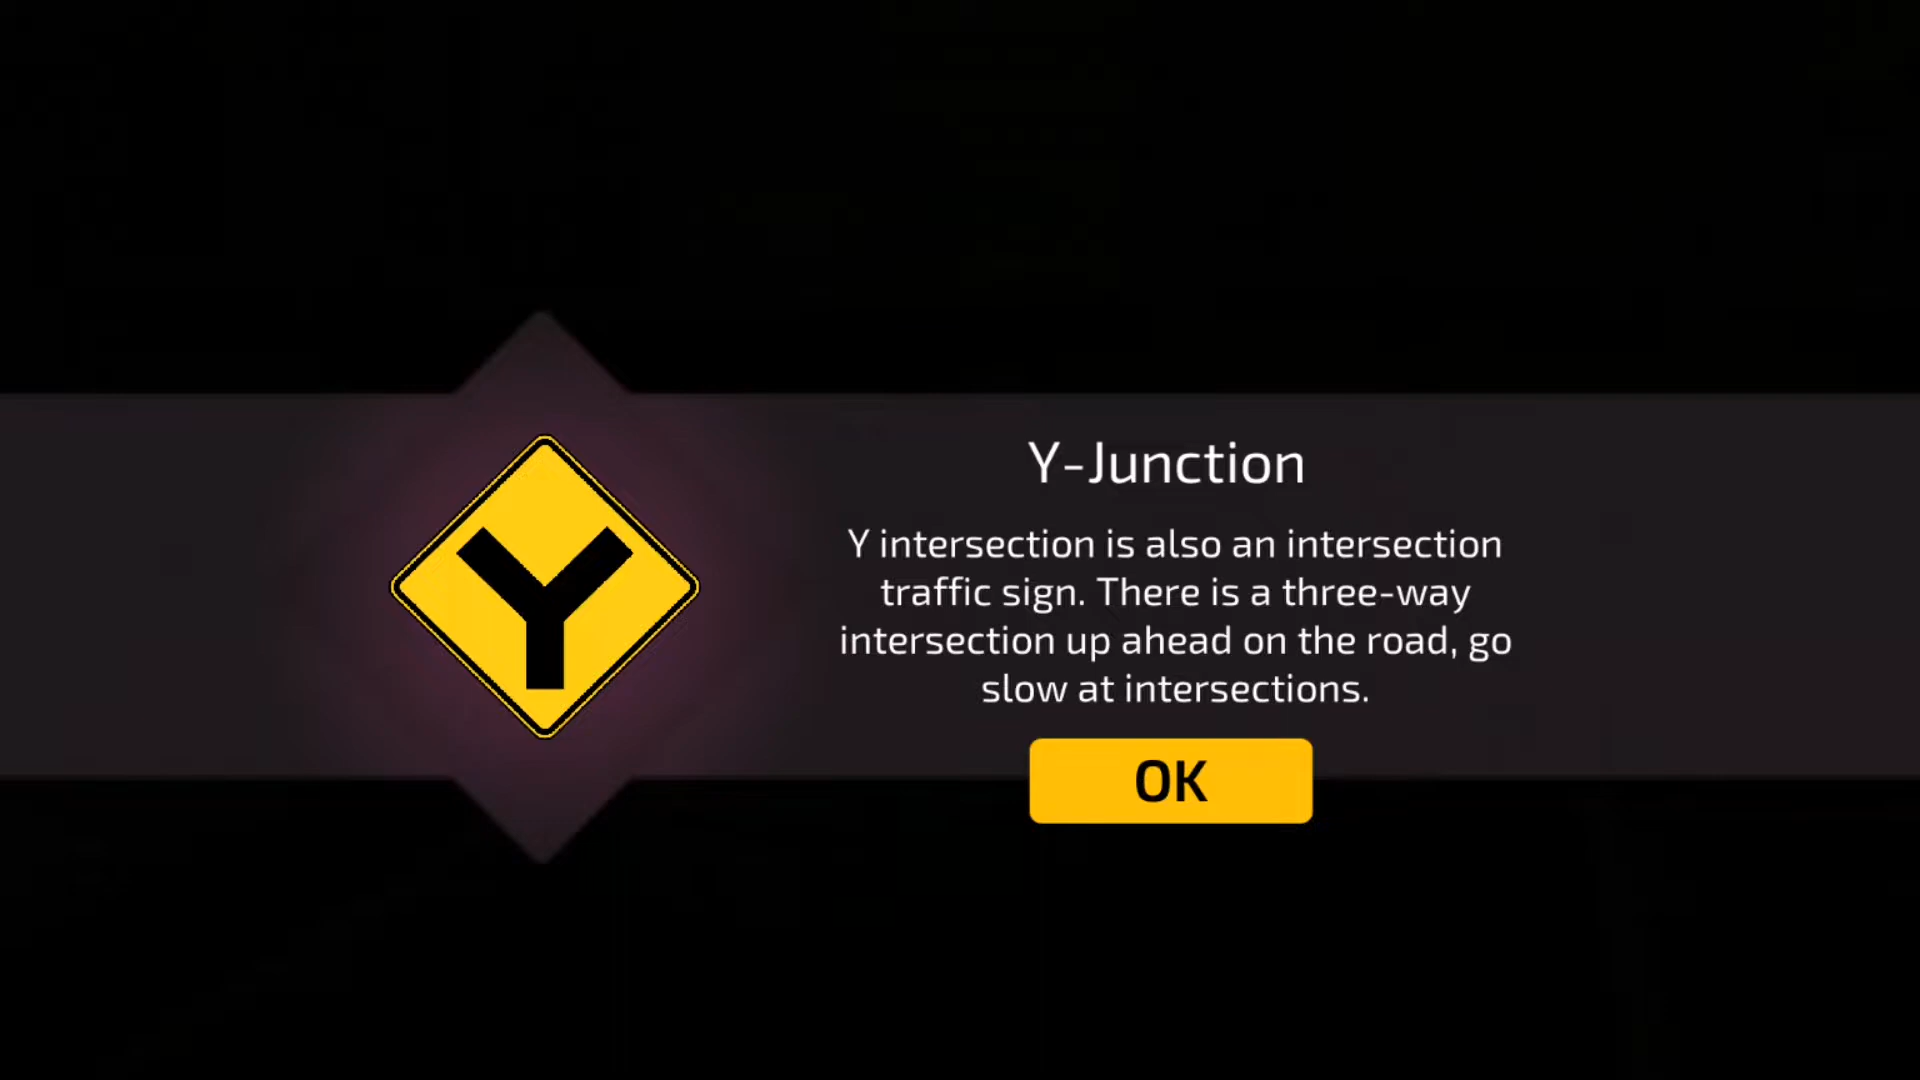 Y-Junction
Y intersection is also an intersection
traffic sign. There is a three-way
intersection up ahead on the road, go
slow at intersections.
OK